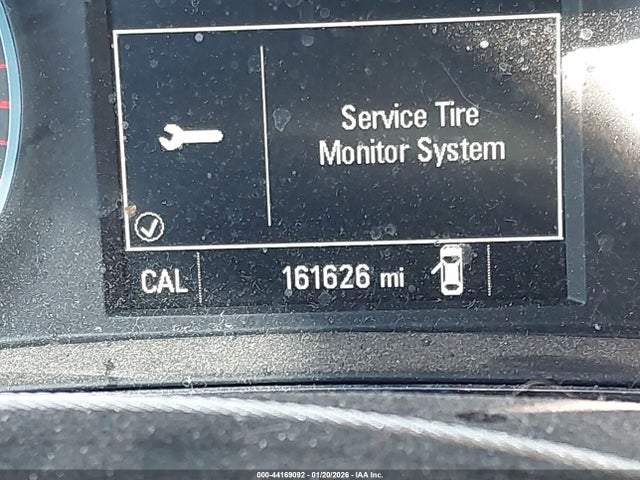 Service Tire
Monitor System
CAL 161626 mi
000-44169092 - 01/20/2026 - IAA Inc.